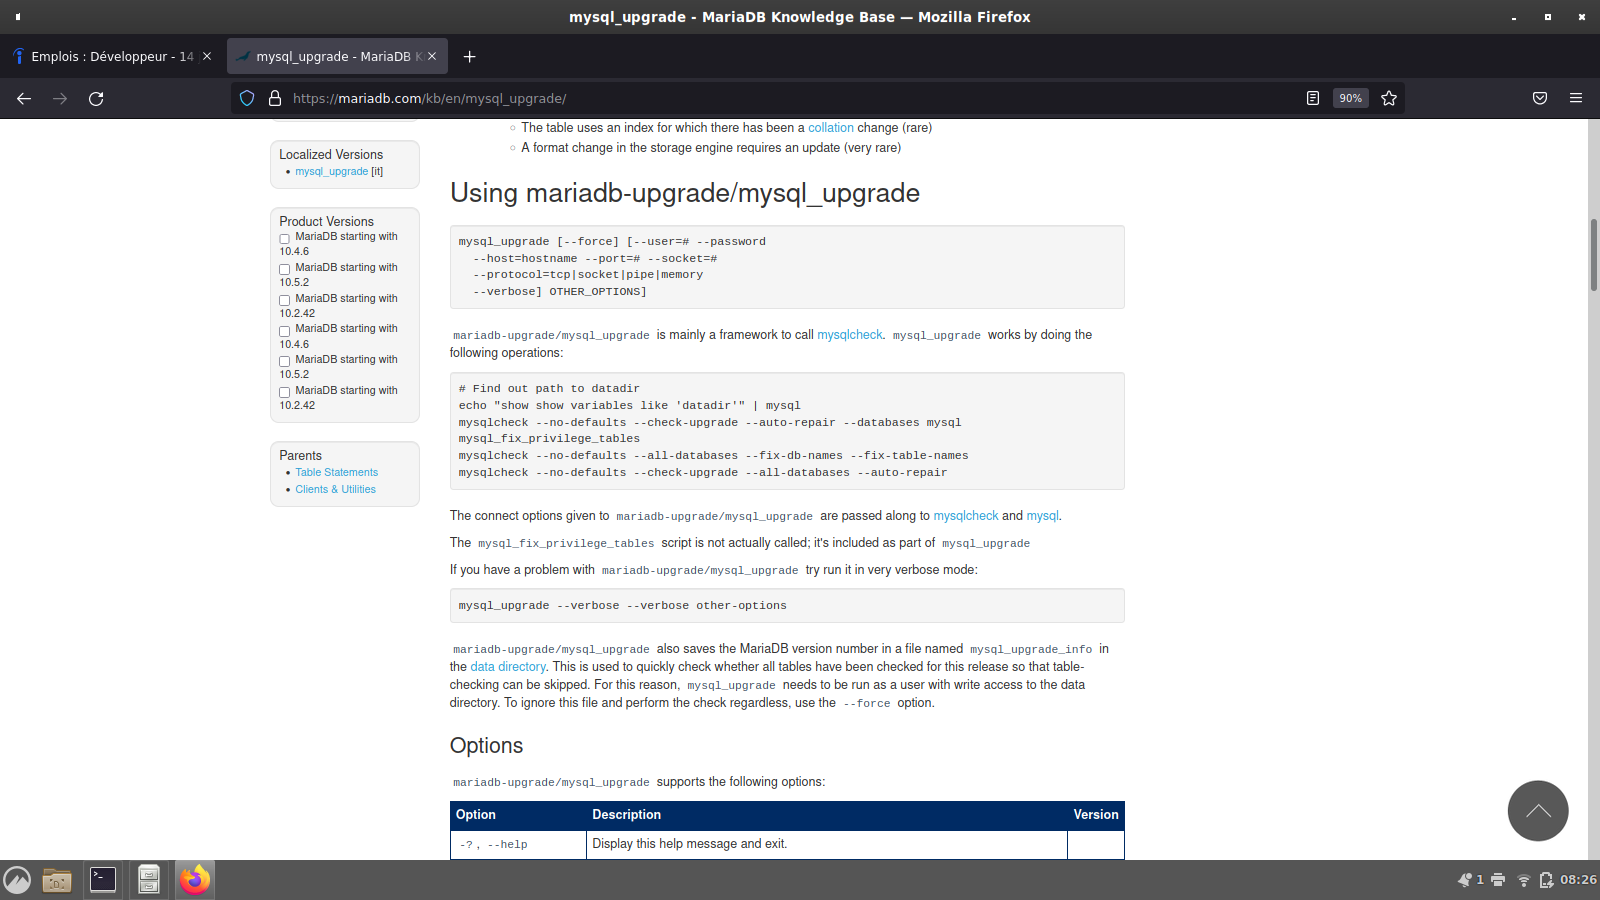 mysql_upgrade - MariaDB Knowledge Base — Mozilla Firefox
Emplois : Développeur - 14
mysql_upgrade - MariaDB K
https://mariadb.com/kb/en/mysql_upgrade/
90%
The table uses an index for which there has been a collation change (rare)
A format change in the storage engine requires an update (very rare)
Localized Versions
mysql_upgrade [it]
Product Versions
MariaDB starting with
10.4.6
MariaDB starting with
10.5.2
MariaDB starting with
10.2.42
MariaDB starting with
10.4.6
MariaDB starting with
10.5.2
MariaDB starting with
10.2.42
Parents
Table Statements
Clients & Utilities
Using mariadb-upgrade/mysql_upgrade
mysql_upgrade [--force] [--user=# --password
--host=hostname --port=# --socket=#
--protocol=tcp|socket|pipe|memory
--verbose] OTHER_OPTIONS]
mariadb-upgrade/mysql_upgrade is mainly a framework to call mysqlcheck. mysql_upgrade works by doing the
following operations:
# Find out path to datadir
echo "show show variables like 'datadir'" | mysql
mysqlcheck --no-defaults --check-upgrade --auto-repair --databases mysql
mysql_fix_privilege_tables
mysqlcheck --no-defaults --all-databases --fix-db-names --fix-table-names
mysqlcheck --no-defaults --check-upgrade --all-databases --auto-repair
The connect options given to mariadb-upgrade/mysql_upgrade are passed along to mysqlcheck and mysql.
The mysql_fix_privilege_tables script is not actually called; it's included as part of mysql_upgrade
If you have a problem with mariadb-upgrade/mysql_upgrade try run it in very verbose mode:
mysql_upgrade --verbose --verbose other-options
mariadb-upgrade/mysql_upgrade also saves the MariaDB version number in a file named mysql_upgrade_info in
the data directory. This is used to quickly check whether all tables have been checked for this release so that table-
checking can be skipped. For this reason, mysql_upgrade needs to be run as a user with write access to the data
directory. To ignore this file and perform the check regardless, use the --force option.
Options
mariadb-upgrade/mysql_upgrade supports the following options:
Option Description Version
-?, --help Display this help message and exit.
1 08:26